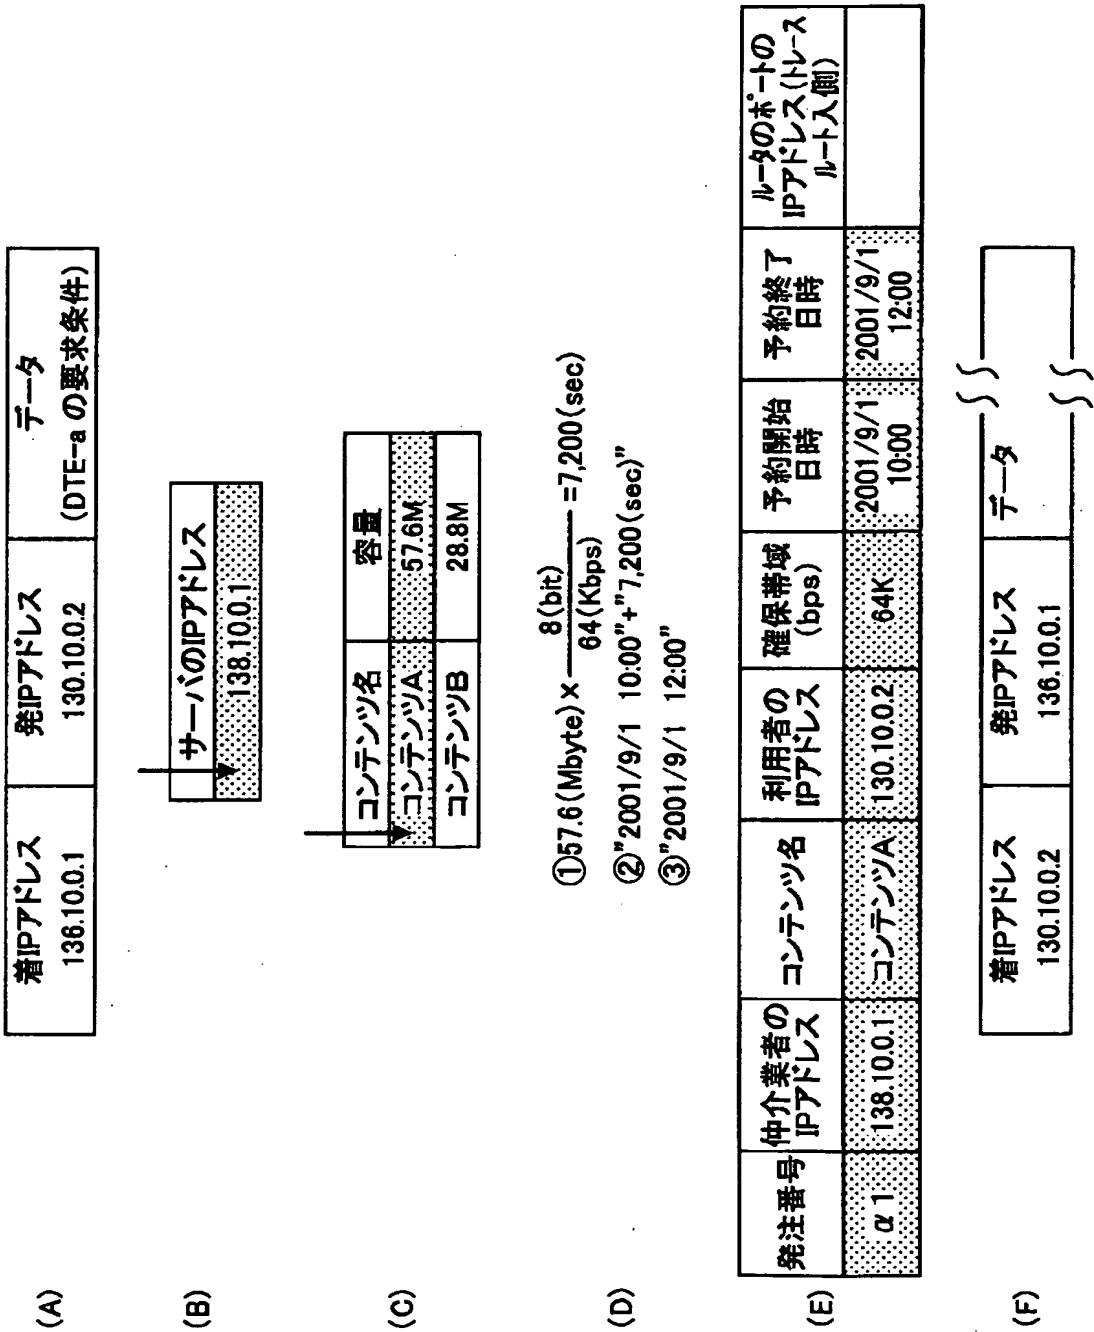 (A)
着IPアドレス
136.10.0.1
発IPアドレス
130.10.0.2
データ
(DTE-a の要求条件)
(B)
サーバのIPアドレス
138.10.0.1
(C)
コンテンツ名
容量
コンテンツA
57.6M
コンテンツB
28.8M
(D)
①57.6(Mbyte) × 8(bit) / 64(Kbps) =7,200(sec)
②"2001/9/1 10:00"+"7,200(sec)"
③"2001/9/1 12:00"
(E)
発注番号
仲介業者の
IPアドレス
コンテンツ名
利用者の
IPアドレス
確保帯域
(bps)
予約開始
日時
予約終了
日時
ルータのポートの
IPアドレス(トレース
ルート入側)
α1
138.10.0.1
コンテンツA
130.10.0.2
64K
2001/9/1
10:00
2001/9/1
12:00
(F)
着IPアドレス
130.10.0.2
発IPアドレス
136.10.0.1
データ